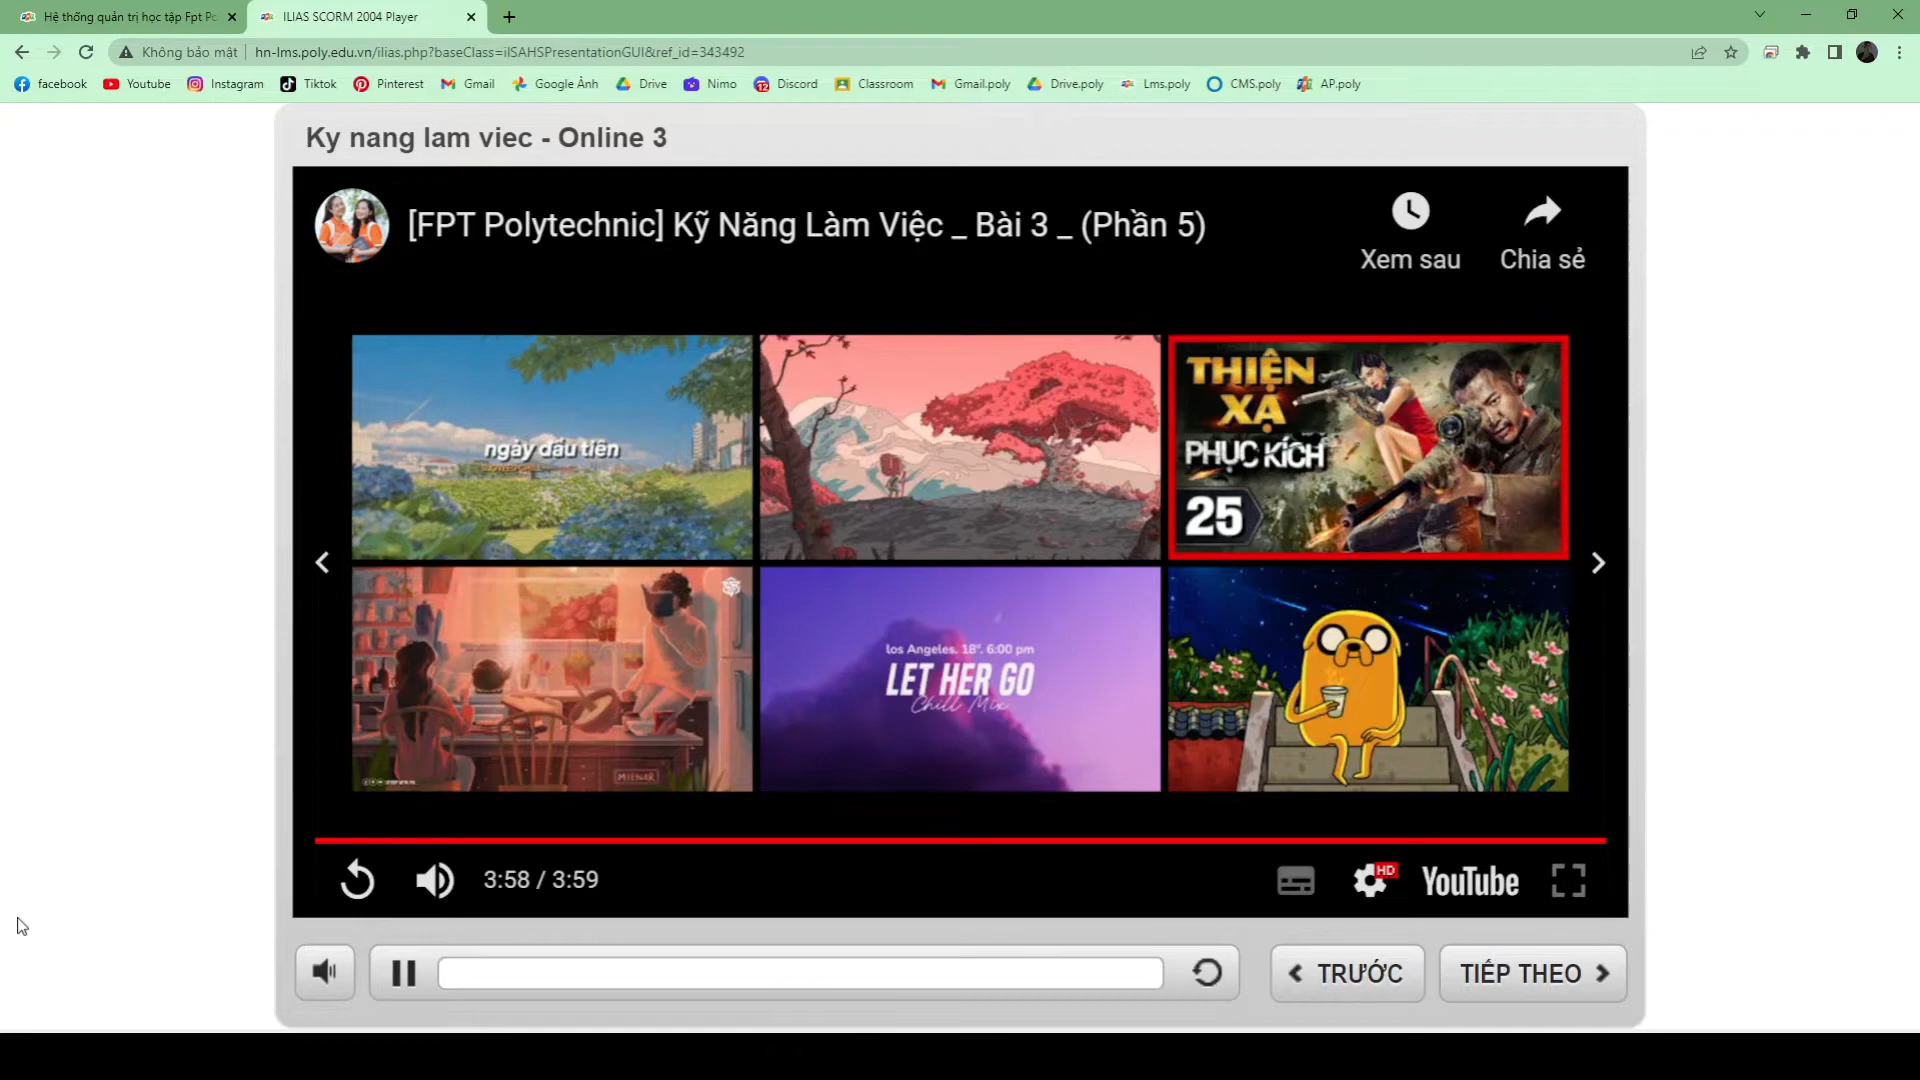 Hệ thống quản trị học tập Fpt Po
ILIAS SCORM 2004 Player
Không bảo mật
hn-lms.poly.edu.vn/ilias.php?baseClass=ilSAHSPresentationGUI&ref_id=343492
facebook
Youtube
Instagram
Tiktok
Pinterest
Gmail
Google Ảnh
Drive
Nimo
12
Discord
Classroom
Gmail.poly
Drive.poly
Lms.poly
CMS.poly
AP.poly
Ky nang lam viec - Online 3
[FPT Polytechnic] Kỹ Năng Làm Việc _ Bài 3 _ (Phần 5)
Xem sau
Chia sẻ
ngày đầu tiên
THIỆN
XẠ
PHỤC KÍCH
25
MIENAR
los Angeles. 18°. 6:00 pm
LET HER GO
Chill Mix
3:58 / 3:59
HD
YouTube
TRƯỚC
TIẾP THEO